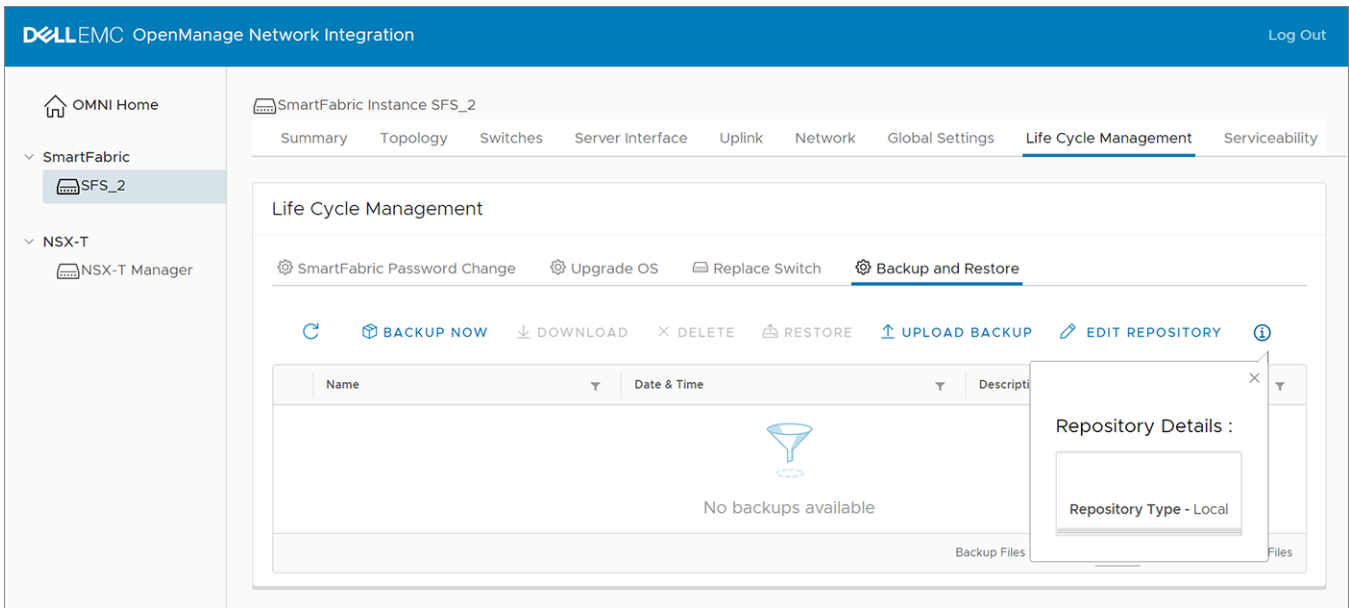 DELLEMC OpenManage Network Integration
Log Out
OMNI Home
SmartFabric
SFS_2
NSX-T
NSX-T Manager
SmartFabric Instance SFS_2
Summary Topology Switches Server Interface Uplink Network Global Settings Life Cycle Management Serviceability
Life Cycle Management
SmartFabric Password Change Upgrade OS Replace Switch Backup and Restore
BACKUP NOW DOWNLOAD DELETE RESTORE UPLOAD BACKUP EDIT REPOSITORY
Name Date & Time Descripti
No backups available
Backup Files Files
Repository Details :
Repository Type - Local